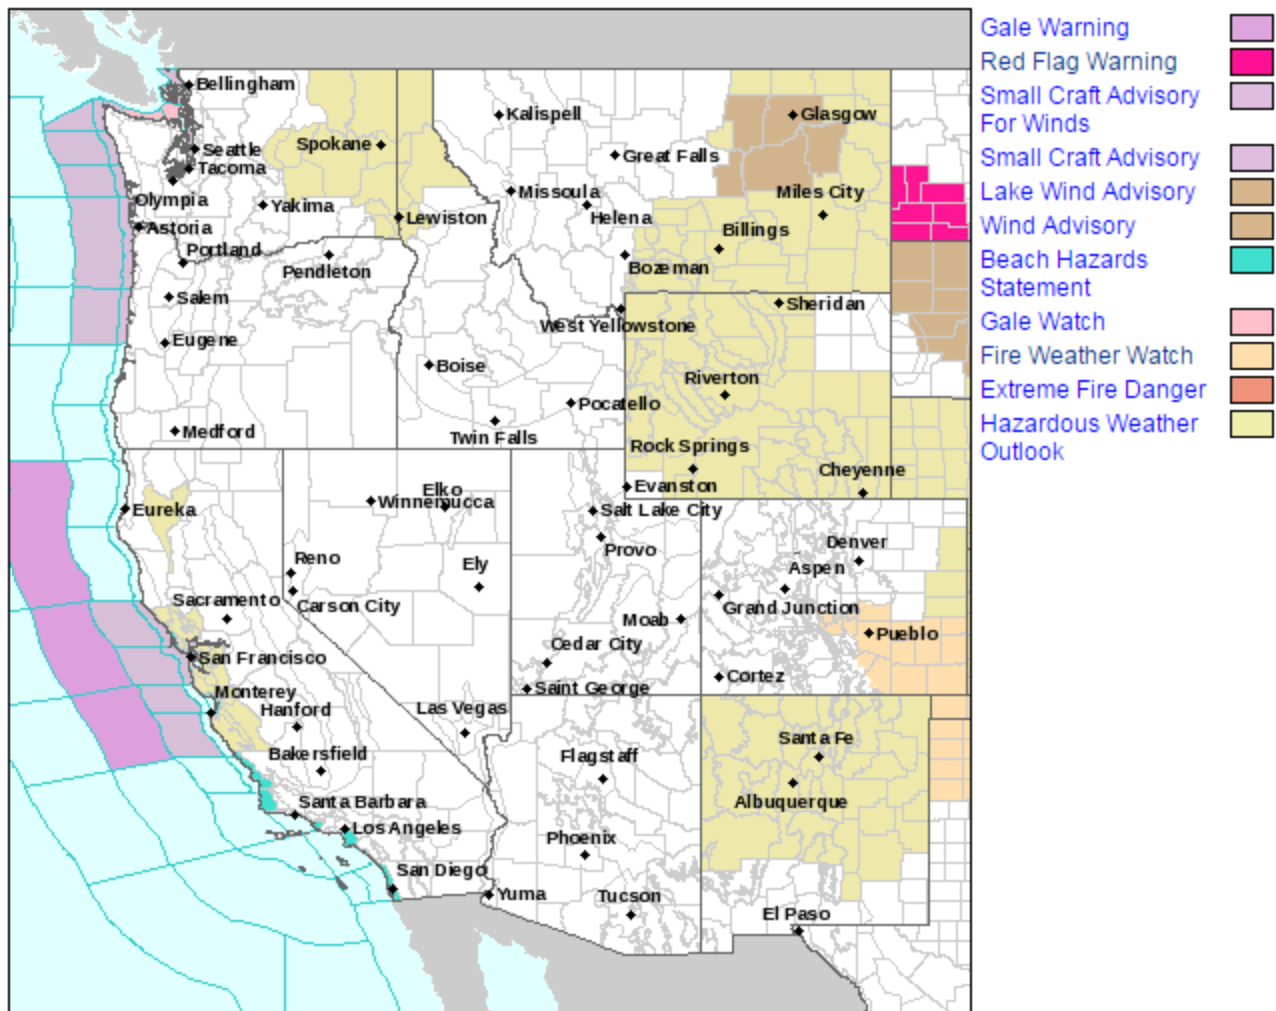 Gale Warning
Red Flag Warning
Small Craft Advisory
For Winds
Small Craft Advisory
Lake Wind Advisory
Wind Advisory
Beach Hazards
Statement
Gale Watch
Fire Weather Watch
Extreme Fire Danger
Hazardous Weather
Outlook
Bellingham
Kalispell
Glasgow
Spokane
Seattle
Great Falls
Tacoma
Missoula
Miles City
Olympia
Yakima
Lewiston
Helena
Astoria
Billings
Portland
Pendleton
Bozeman
Salem
Sheridan
West Yellowstone
Eugene
Boise
Riverton
Pocatello
Medford
Twin Falls
Rock Springs
Cheyenne
Evanston
Elko
Winnemucca
Eureka
Salt Lake City
Provo
Denver
Reno
Ely
Aspen
Sacramento
Carson City
Grand Junction
Moab
Pueblo
Cedar City
San Francisco
Cortez
Saint George
Monterey
Hanford
Las Vegas
Santa Fe
Bakersfield
Flagstaff
Santa Barbara
Albuquerque
Los Angeles
Phoenix
San Diego
Yuma
Tucson
El Paso